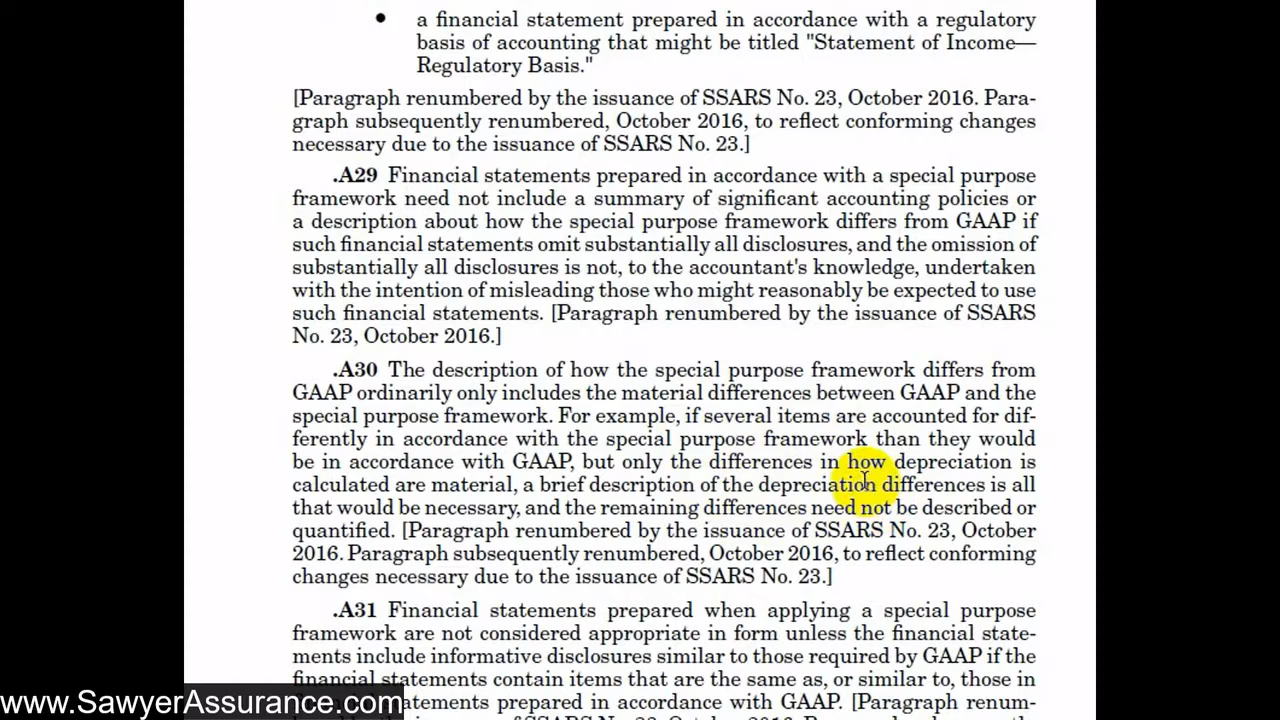 • a financial statement prepared in accordance with a regulatory
basis of accounting that might be titled "Statement of Income—
Regulatory Basis."
[Paragraph renumbered by the issuance of SSARS No. 23, October 2016. Para-
graph subsequently renumbered, October 2016, to reflect conforming changes
necessary due to the issuance of SSARS No. 23.]
.A29 Financial statements prepared in accordance with a special purpose
framework need not include a summary of significant accounting policies or
a description about how the special purpose framework differs from GAAP if
such financial statements omit substantially all disclosures, and the omission of
substantially all disclosures is not, to the accountant's knowledge, undertaken
with the intention of misleading those who might reasonably be expected to use
such financial statements. [Paragraph renumbered by the issuance of SSARS
No. 23, October 2016.]
.A30 The description of how the special purpose framework differs from
GAAP ordinarily only includes the material differences between GAAP and the
special purpose framework. For example, if several items are accounted for dif-
ferently in accordance with the special purpose framework than they would
be in accordance with GAAP, but only the differences in how depreciation is
calculated are material, a brief description of the depreciation differences is all
that would be necessary, and the remaining differences need not be described or
quantified. [Paragraph renumbered by the issuance of SSARS No. 23, October
2016. Paragraph subsequently renumbered, October 2016, to reflect conforming
changes necessary due to the issuance of SSARS No. 23.]
.A31 Financial statements prepared when applying a special purpose
framework are not considered appropriate in form unless the financial state-
ments include informative disclosures similar to those required by GAAP if the
financial statements contain items that are the same as, or similar to, those in
statements prepared in accordance with GAAP. [Paragraph renum-
www.SawyerAssurance.com